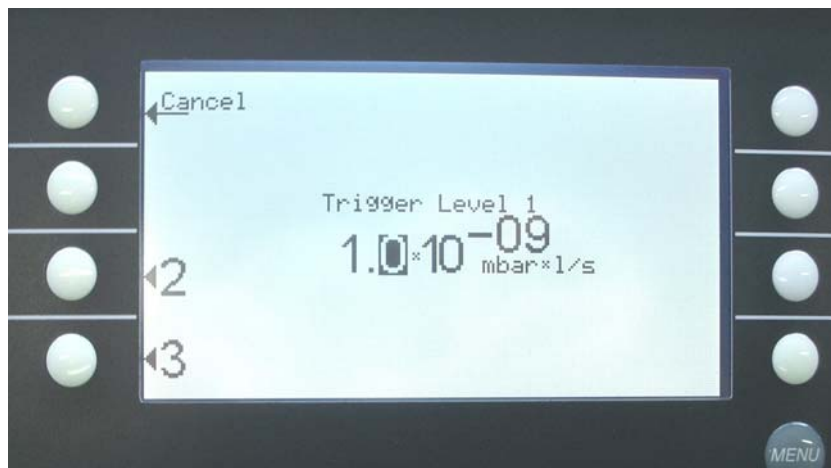 Cancel
Trigger Level 1
1.0×10⁻⁰⁹ mbar×l/s
2
3
MENU